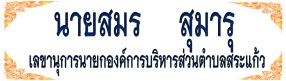 นายสมร สุมารุ
เลขานุการนายกองค์การบริหารส่วนตำบลสระแก้ว